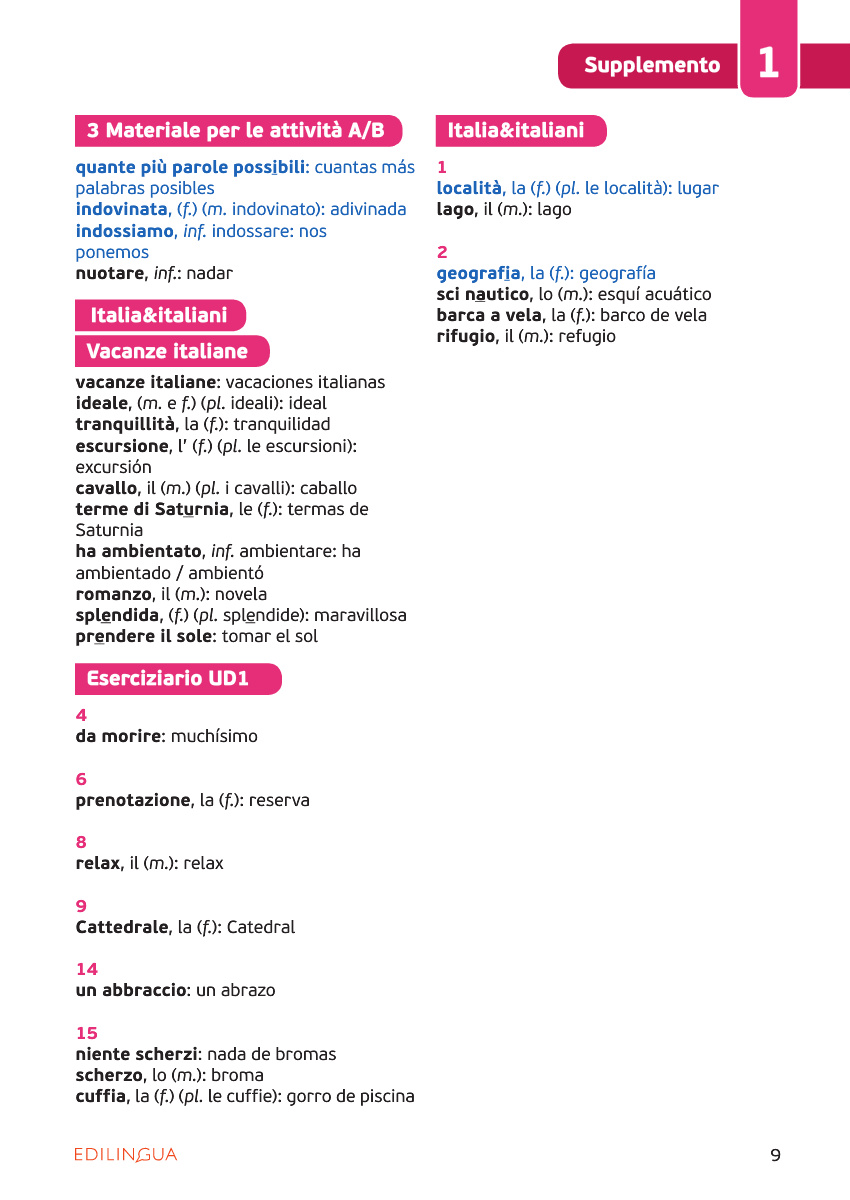 Supplemento
1
3 Materiale per le attività A/B
quante più parole possibili: cuantas más
palabras posibles
indovinata, (f.) (m. indovinato): adivinada
indossiamo, inf. indossare: nos
ponemos
nuotare, inf.: nadar
Italia&italiani
Vacanze italiane
vacanze italiane: vacaciones italianas
ideale, (m. e f.) (pl. ideali): ideal
tranquillità, la (f.): tranquilidad
escursione, l’ (f.) (pl. le escursioni):
excursión
cavallo, il (m.) (pl. i cavalli): caballo
terme di Saturnia, le (f.): termas de
Saturnia
ha ambientato, inf. ambientare: ha
ambientado / ambientó
romanzo, il (m.): novela
splendida, (f.) (pl. splendide): maravillosa
prendere il sole: tomar el sol
Eserciziario UD1
4
da morire: muchísimo
6
prenotazione, la (f.): reserva
8
relax, il (m.): relax
9
Cattedrale, la (f.): Catedral
14
un abbraccio: un abrazo
15
niente scherzi: nada de bromas
scherzo, lo (m.): broma
cuffia, la (f.) (pl. le cuffie): gorro de piscina
Italia&italiani
1
località, la (f.) (pl. le località): lugar
lago, il (m.): lago
2
geografia, la (f.): geografía
sci nautico, lo (m.): esquí acuático
barca a vela, la (f.): barco de vela
rifugio, il (m.): refugio
EDILINGUA
9